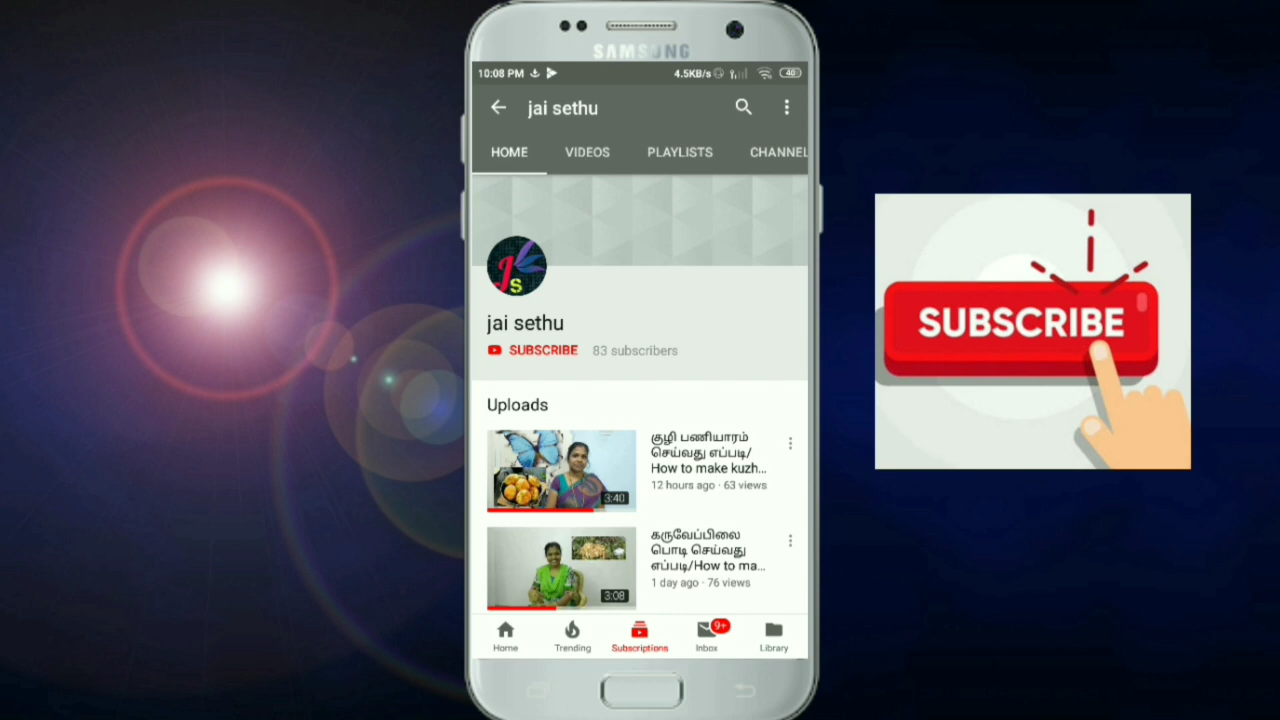 SAMSUNG
10:08 PM
4.5KB/s
40
jai sethu
HOME
VIDEOS
PLAYLISTS
CHANNEL
Js
jai sethu
SUBSCRIBE
83 subscribers
Uploads
குழி பணியாரம்
செய்வது எப்படி/
How to make kuzh...
12 hours ago · 63 views
3:40
கருவேப்பிலை
பொடி செய்வது
எப்படி/How to ma...
1 day ago · 76 views
3:08
Home
Trending
Subscriptions
9+
Inbox
Library
SUBSCRIBE